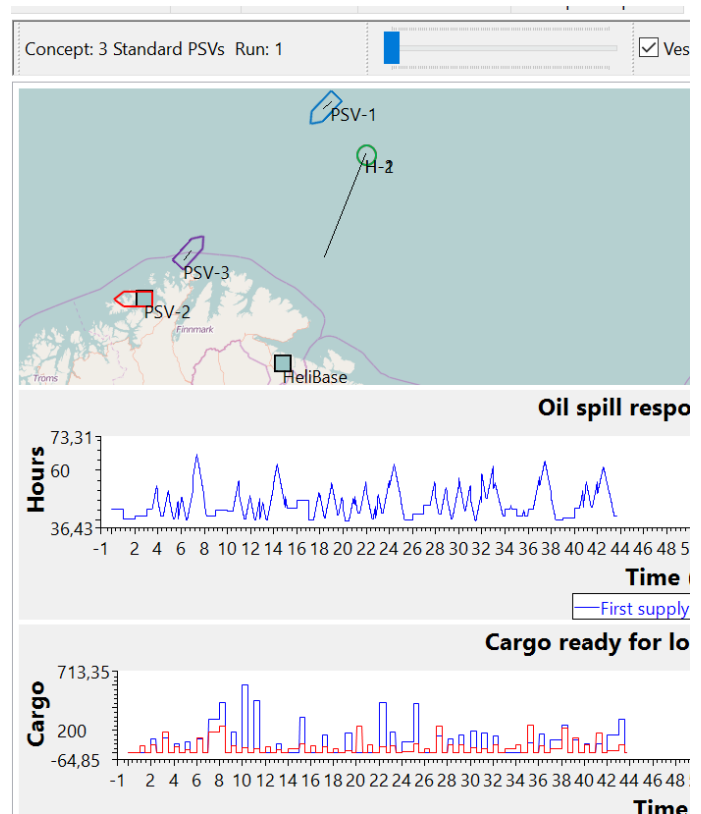 Concept: 3 Standard PSVs Run: 1
Ves
PSV-1
PSV-3
PSV-2
Finnmark
Troms
HeliBase
Oil spill respo
73,31
60
36,43
Hours
-1 2 4 6 8 10 12 14 16 18 20 22 24 26 28 30 32 34 36 38 40 42 44 46 48 5
Time (
First supply
Cargo ready for lo
713,35
200
-64,85
Cargo
-1 2 4 6 8 10 12 14 16 18 20 22 24 26 28 30 32 34 36 38 40 42 44 46 48
Time